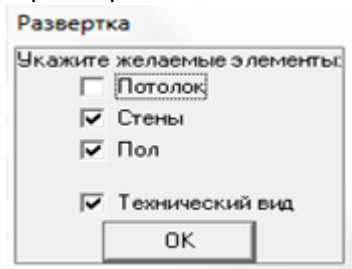 Развертка
Укажите желаемые элементы:
Потолок
Стены
Пол
Технический вид
OK